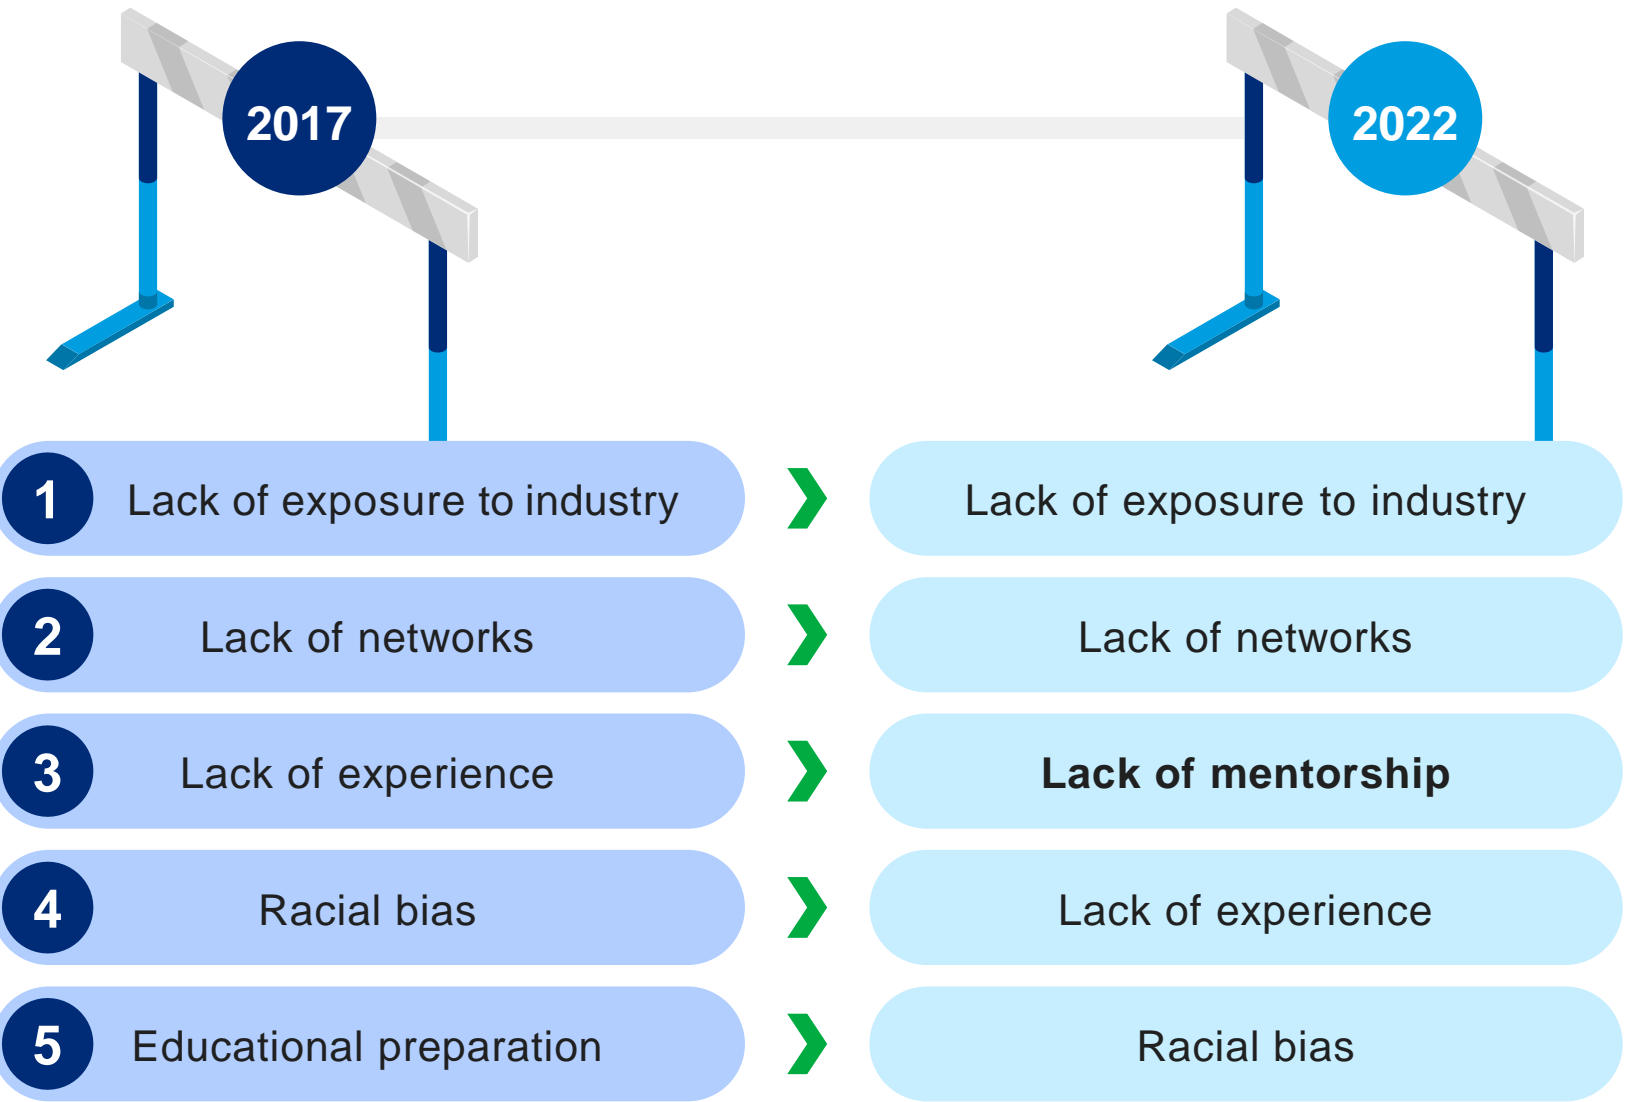 2017
2022
1 Lack of exposure to industry Lack of exposure to industry
2 Lack of networks Lack of networks
3 Lack of experience Lack of mentorship
4 Racial bias Lack of experience
5 Educational preparation Racial bias